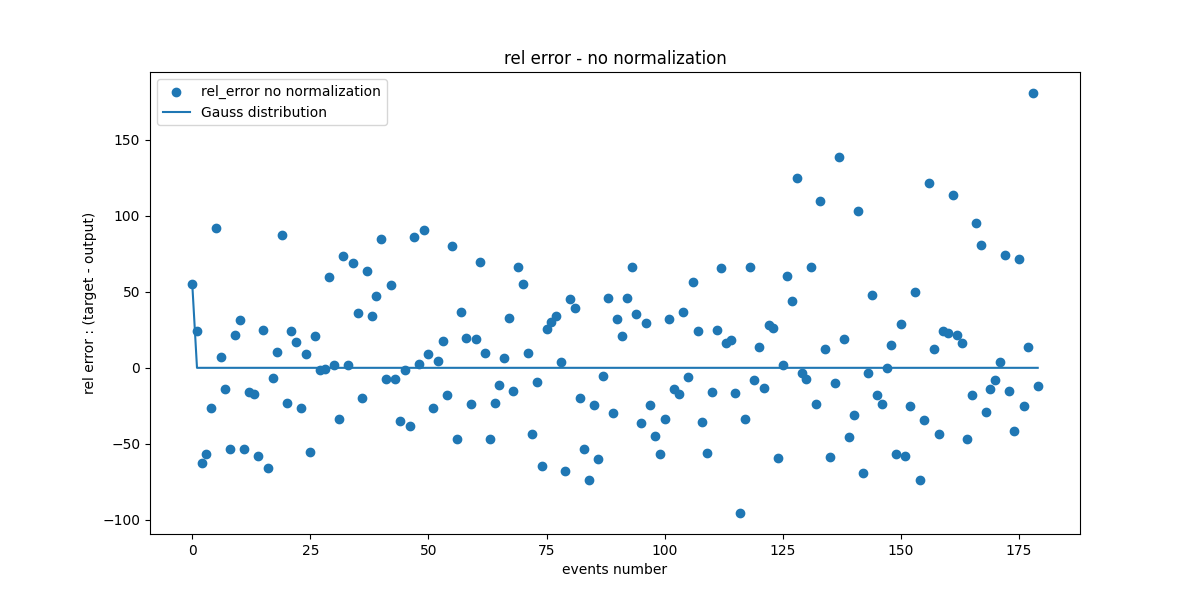 rel error - no normalization
rel_error no normalization
Gauss distribution
rel error : (target - output)
150
100
50
0
−50
−100
0 25 50 75 100 125 150 175
events number